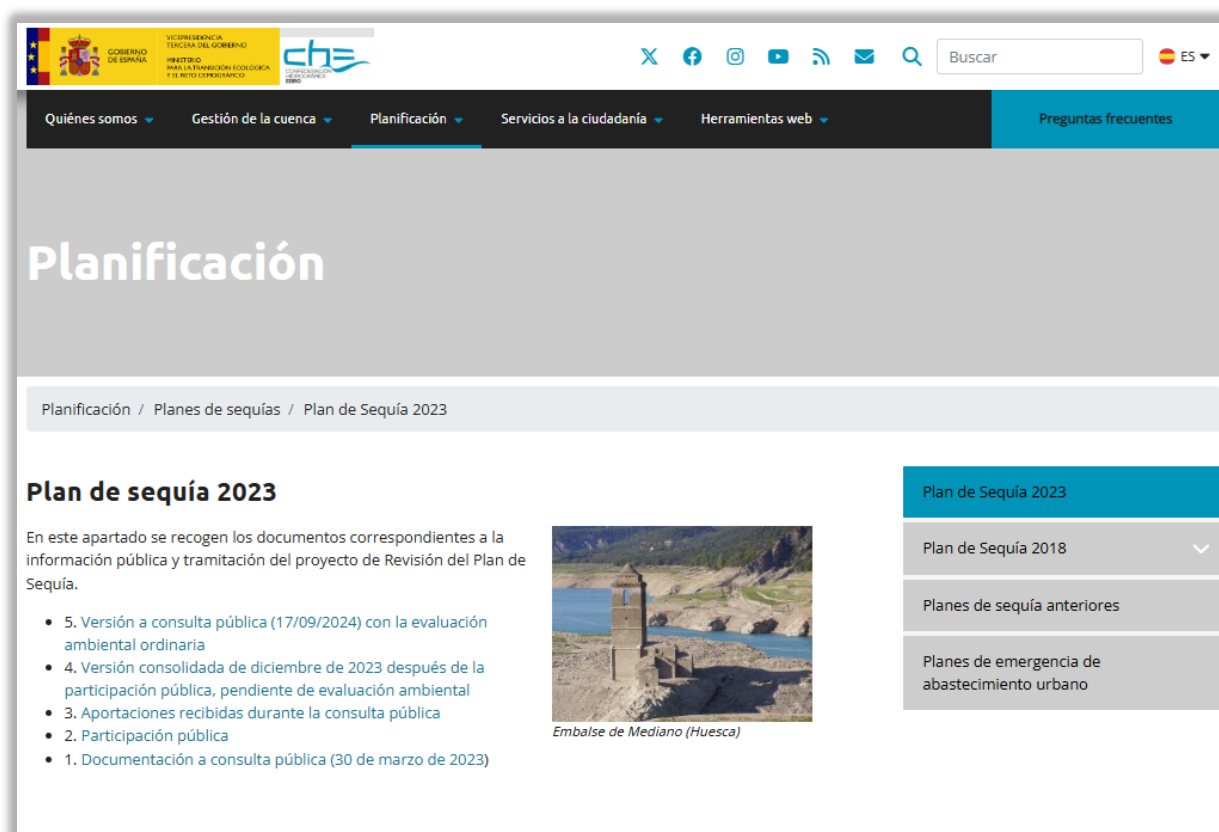 GOBIERNO
DE ESPAÑA
VICEPRESIDENCIA
TERCERA DEL GOBIERNO
MINISTERIO
PARA LA TRANSICIÓN ECOLÓGICA
Y EL RETO DEMOGRÁFICO
che
CONFEDERACIÓN
HIDROGRÁFICA
EBRO
Buscar
ES
Quiénes somos
Gestión de la cuenca
Planificación
Servicios a la ciudadanía
Herramientas web
Preguntas frecuentes
Planificación
Planificación / Planes de sequías / Plan de Sequía 2023
Plan de sequía 2023
En este apartado se recogen los documentos correspondientes a la
información pública y tramitación del proyecto de Revisión del Plan de
Sequía.
• 5. Versión a consulta pública (17/09/2024) con la evaluación
ambiental ordinaria
• 4. Versión consolidada de diciembre de 2023 después de la
participación pública, pendiente de evaluación ambiental
• 3. Aportaciones recibidas durante la consulta pública
• 2. Participación pública
• 1. Documentación a consulta pública (30 de marzo de 2023)
Embalse de Mediano (Huesca)
Plan de Sequía 2023
Plan de Sequía 2018
Planes de sequía anteriores
Planes de emergencia de
abastecimiento urbano